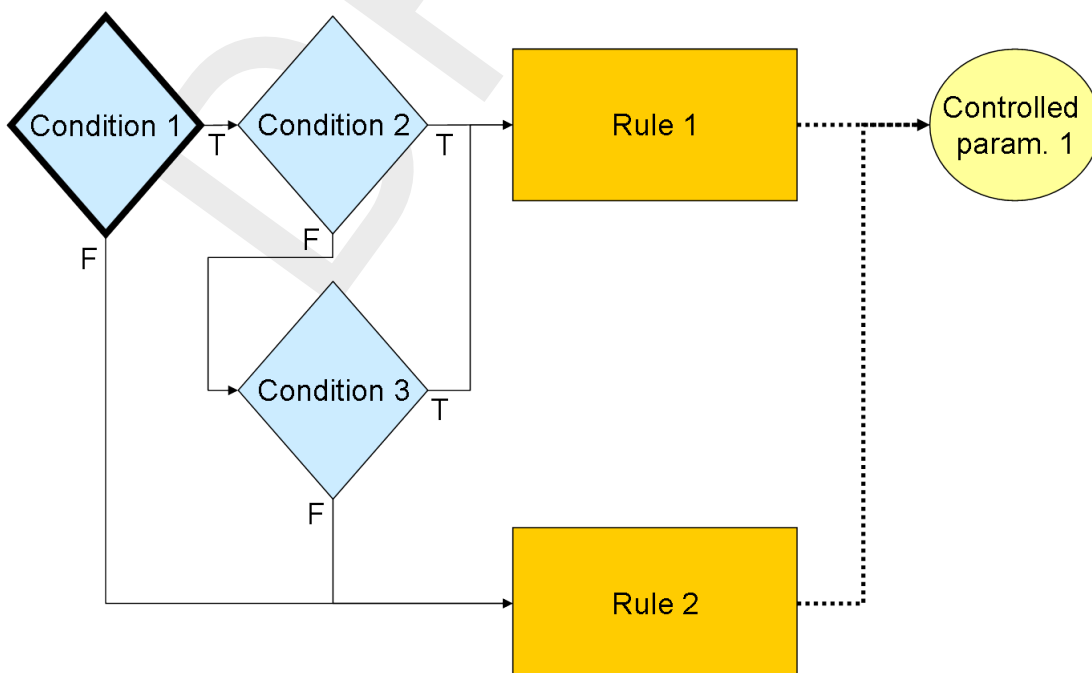 Condition 1
T
Condition 2
T
Rule 1
Controlled
param. 1
F
F
Condition 3
T
F
Rule 2